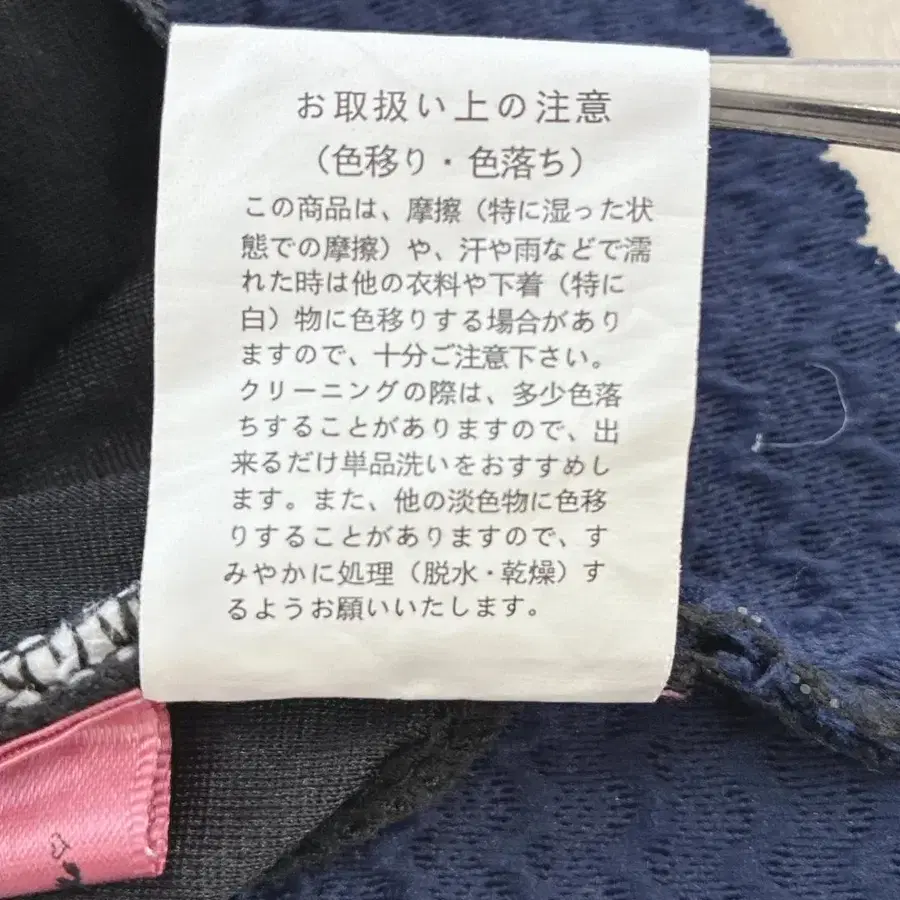 お取扱い上の注意
（色移り・色落ち）
この商品は、摩擦（特に湿った状
態での摩擦）や、汗や雨などで濡
れた時は他の衣料や下着（特に
白）物に色移りする場合があり
ますので、十分ご注意下さい。
クリーニングの際は、多少色落
ちすることがありますので、出
来るだけ単品洗いをおすすめし
ます。また、他の淡色物に色移
りすることがありますので、す
みやかに処理（脱水・乾燥）す
るようお願いいたします。